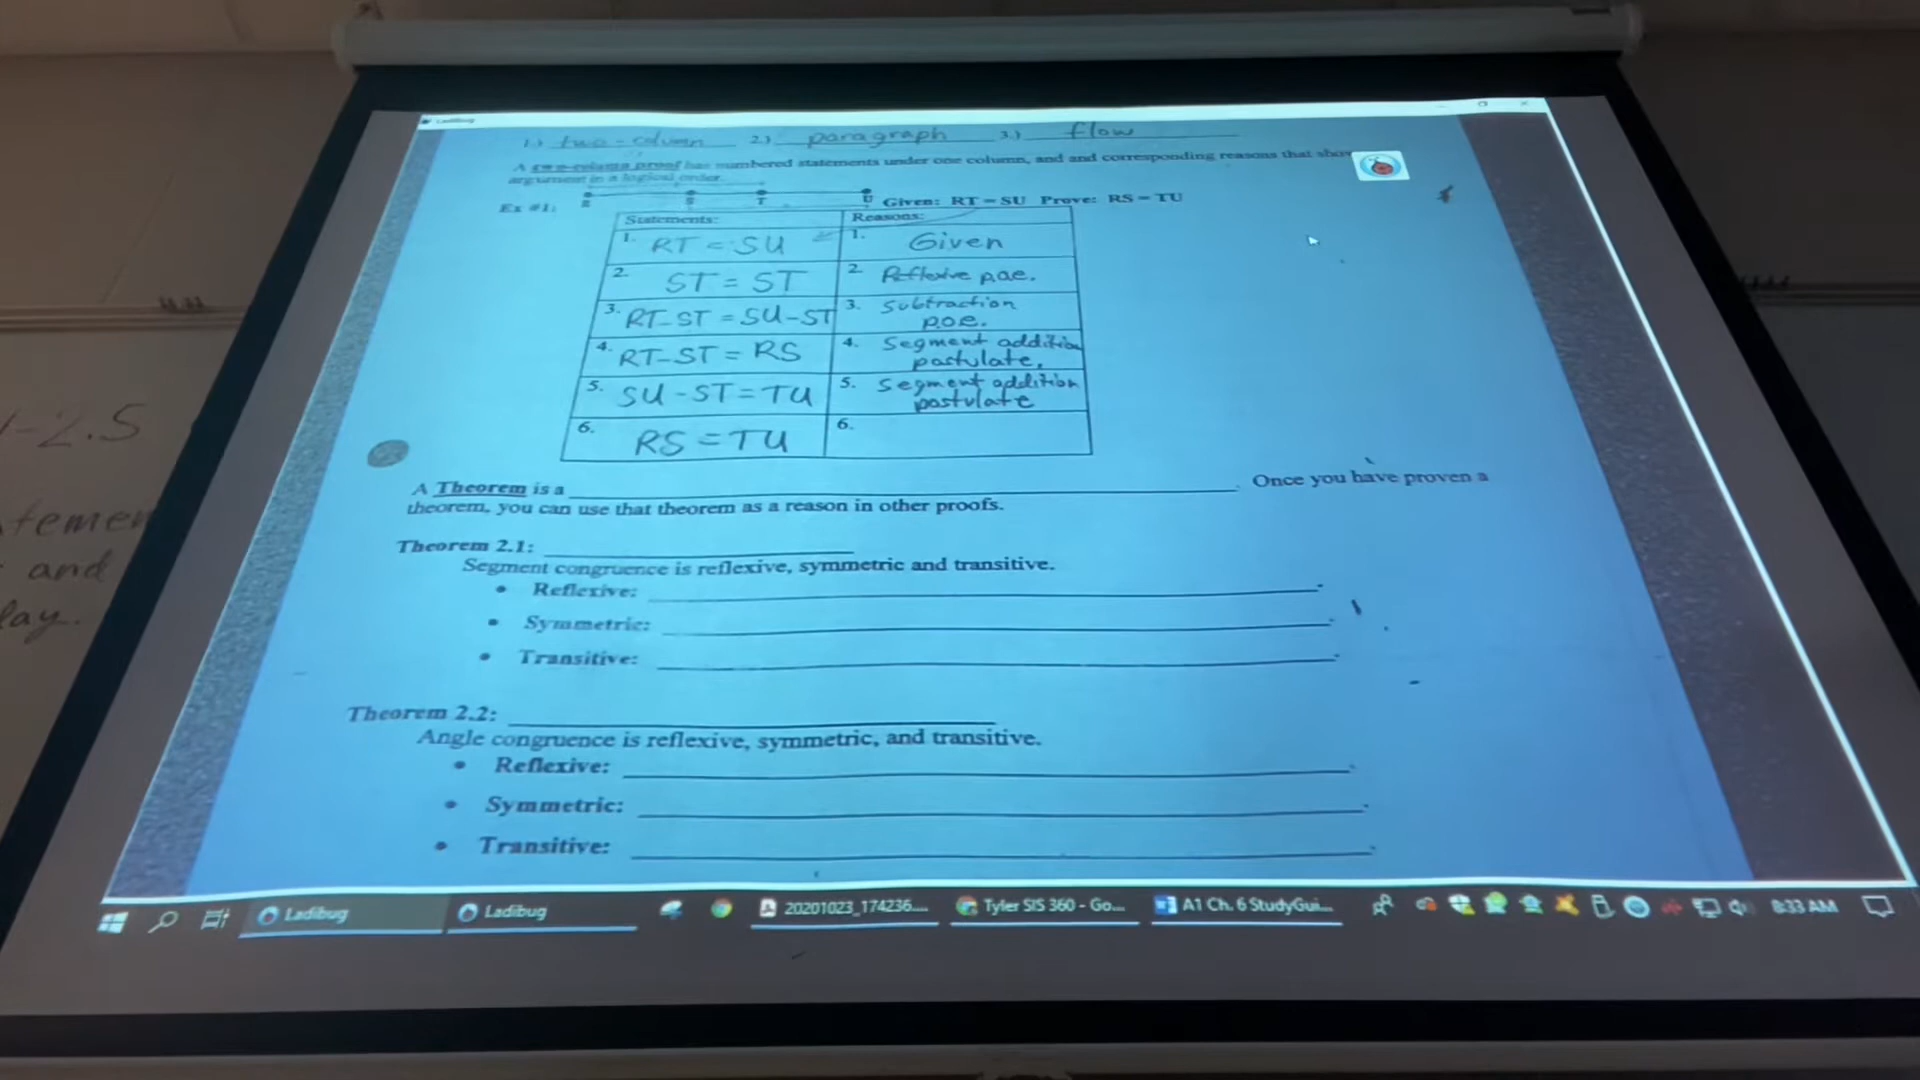 Ladibug
1.) two-column 2.) paragraph 3.) flow
A two-column proof has numbered statements under one column, and and corresponding reasons that show
argument in a logical order.
R S T U
Ex #1: Given: RT = SU Prove: RS = TU
Statements: Reasons:
1. RT = SU 1. Given
2. ST = ST 2. Reflexive p.o.e.
3. RT-ST = SU-ST 3. Subtraction
p.o.e.
4. RT-ST = RS 4. Segment addition
postulate.
5. SU-ST = TU 5. Segment addition
postulate
6. RS = TU 6.
A Theorem is a Once you have proven a
theorem, you can use that theorem as a reason in other proofs.
Theorem 2.1:
Segment congruence is reflexive, symmetric and transitive.
• Reflexive:
• Symmetric:
• Transitive:
Theorem 2.2:
Angle congruence is reflexive, symmetric, and transitive.
• Reflexive:
• Symmetric:
• Transitive:
-2.5
and
Ladibug Ladibug 20201023_174236.... Tyler SIS 360 - Go... A1 Ch. 6 StudyGui... 8:33 AM